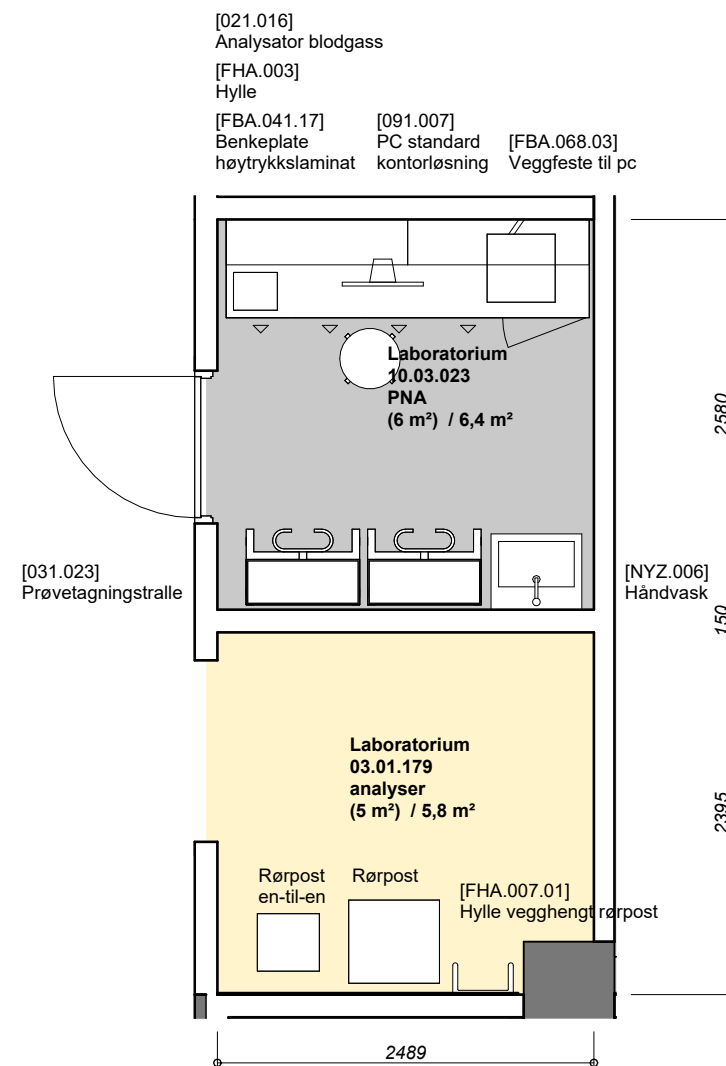 [021.016]
Analysator blodgass
[FHA.003]
Hylle
[FBA.041.17]
Benkeplate
høytrykkslaminat
[091.007]
PC standard
kontorløsning
[FBA.068.03]
Veggfeste til pc
Laboratorium
10.03.023
PNA
(6 m²) / 6,4 m²
2580
[031.023]
Prøvetagningstralle
[NYZ.006]
Håndvask
150
Laboratorium
03.01.179
analyser
(5 m²) / 5,8 m²
2395
Rørpost
en-til-en
Rørpost
[FHA.007.01]
Hylle vegghengt rørpost
2489